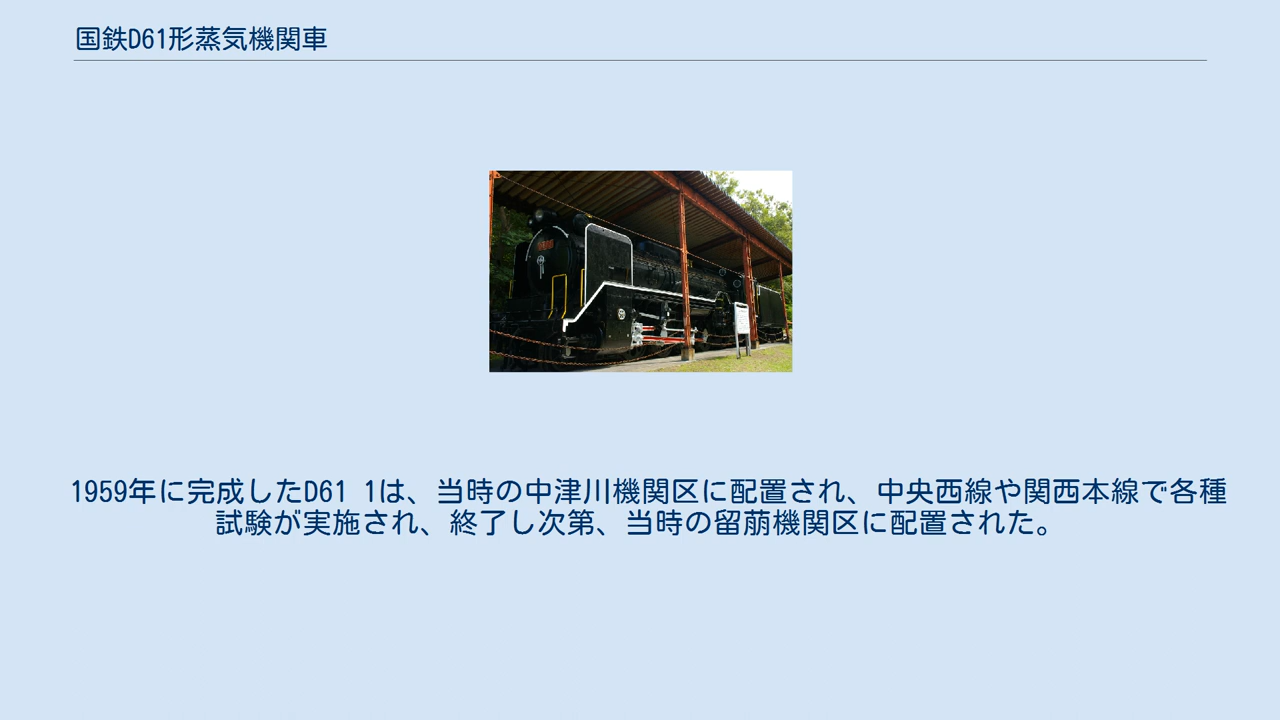 国鉄D61形蒸気機関車
1959年に完成したD61 1は、当時の中津川機関区に配置され、中央西線や関西本線で各種
試験が実施され、終了し次第、当時の留萠機関区に配置された。